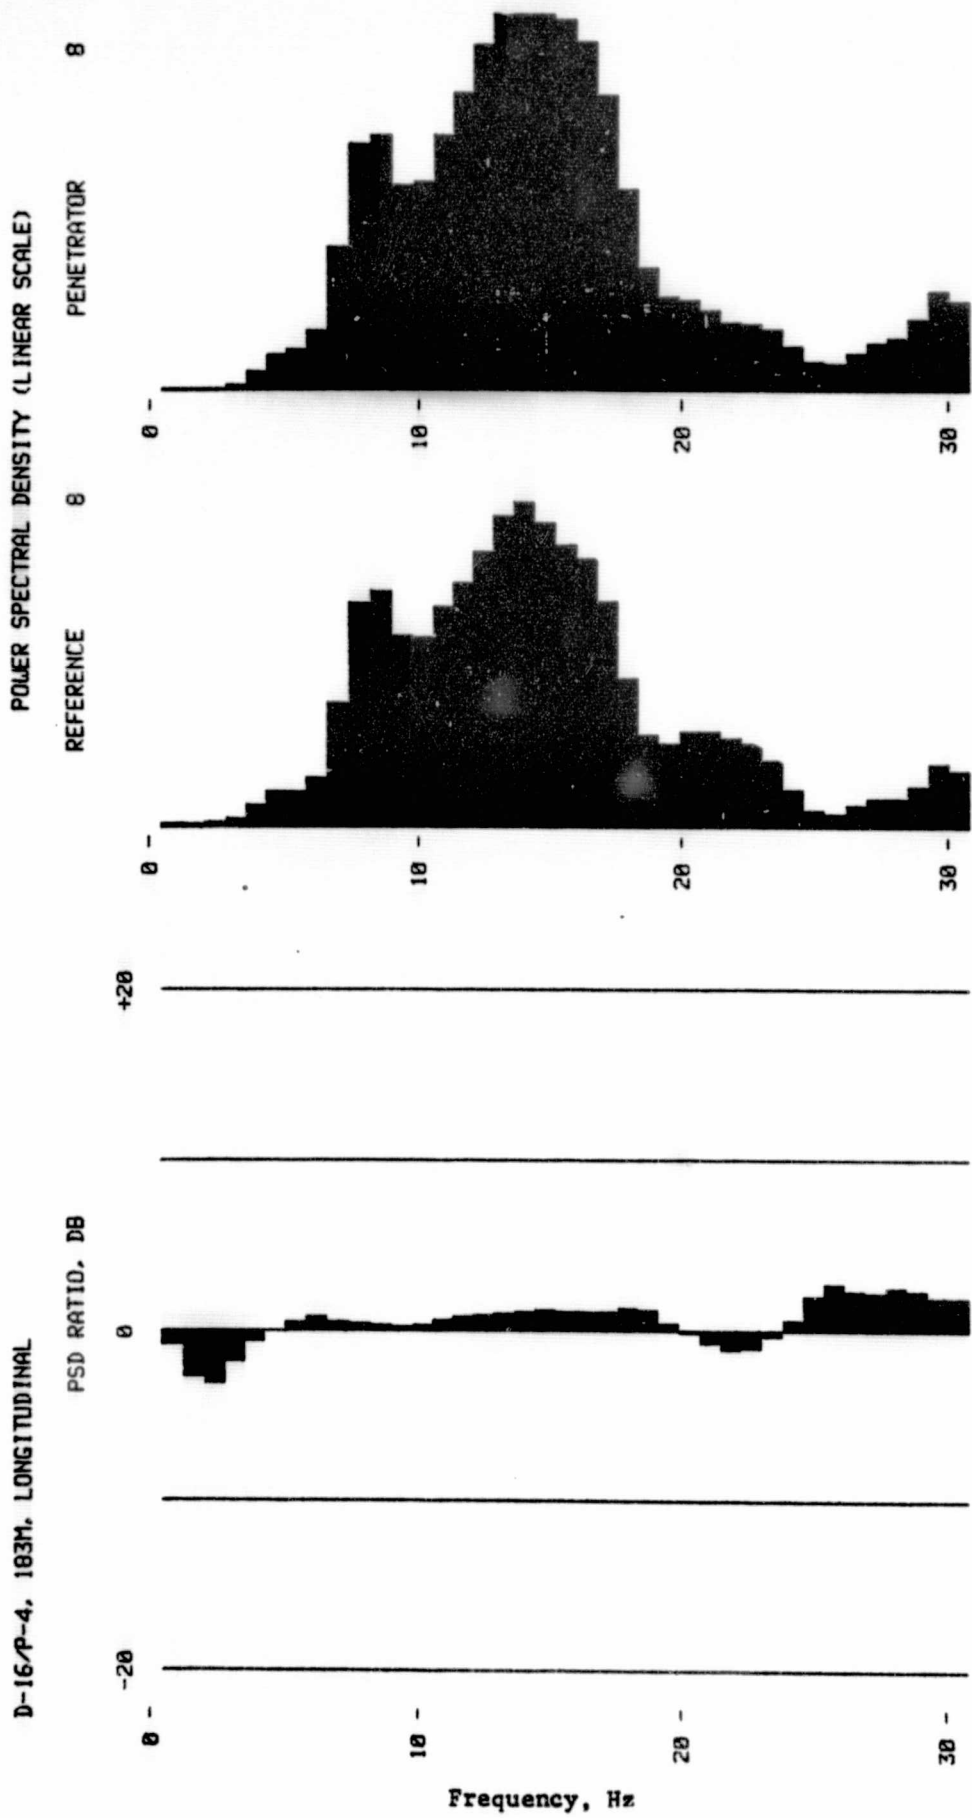 D-16/P-4, 183M, LONGITUDINAL
POWER SPECTRAL DENSITY (LINEAR SCALE)
PSD RATIO, DB
REFERENCE 8
PENETRATOR 8
-20
0
+20
0
10
20
30
0
10
20
30
0
10
20
30
Frequency, Hz